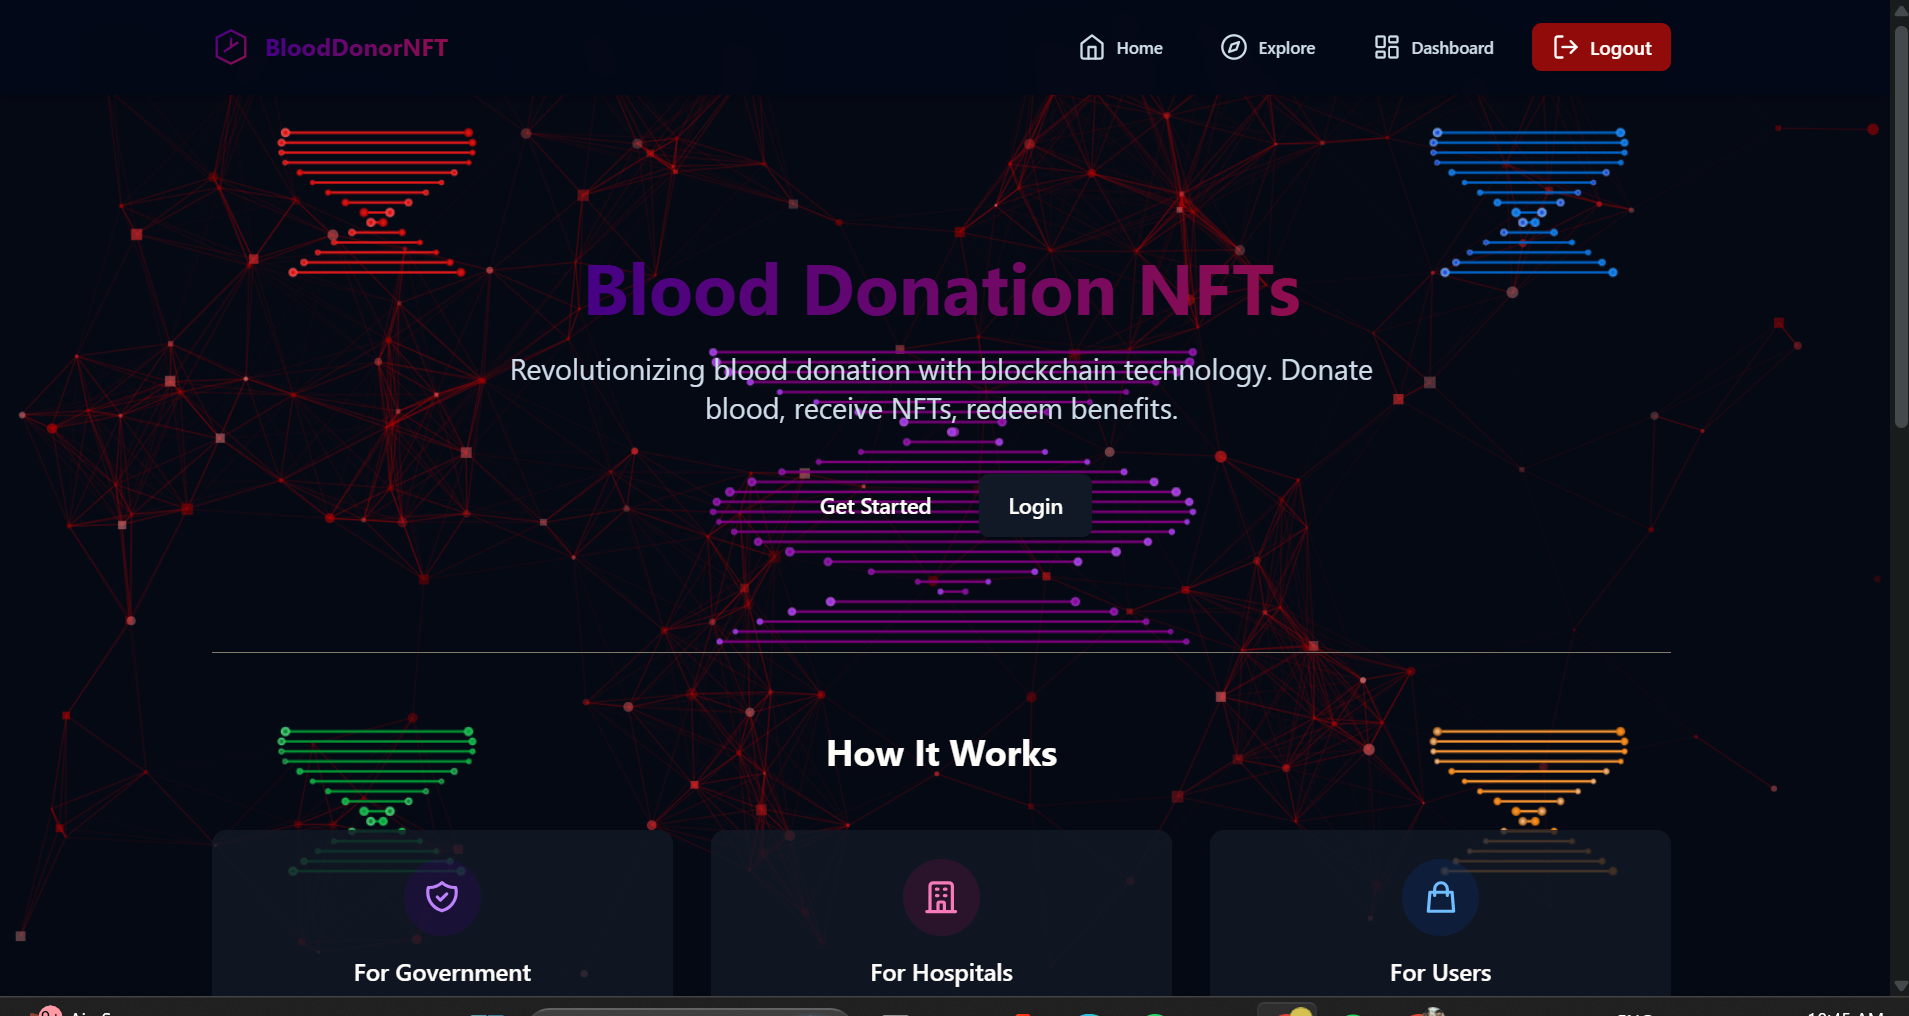 BloodDonorNFT
Home
Explore
Dashboard
Logout
Blood Donation NFTs
Revolutionizing blood donation with blockchain technology. Donate
blood, receive NFTs, redeem benefits.
Get Started
Login
How It Works
For Government
For Hospitals
For Users